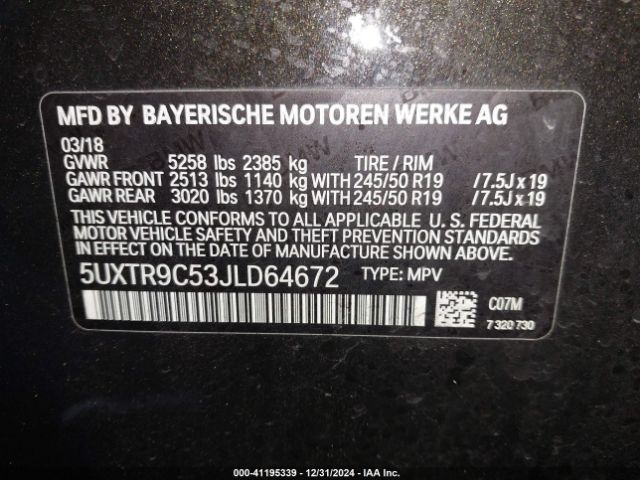 MFD BY BAYERISCHE MOTOREN WERKE AG
03/18
GVWR 5258 lbs 2385 kg TIRE / RIM
GAWR FRONT 2513 lbs 1140 kg WITH 245/50 R19 /7.5J x 19
GAWR REAR 3020 lbs 1370 kg WITH 245/50 R19 /7.5J x 19
THIS VEHICLE CONFORMS TO ALL APPLICABLE U. S. FEDERAL
MOTOR VEHICLE SAFETY AND THEFT PREVENTION STANDARDS
IN EFFECT ON THE DATE OF MANUFACTURE SHOWN ABOVE.
5UXTR9C53JLD64672 TYPE: MPV
C07M
7 320 730
000-41195339 - 12/31/2024 - IAA Inc.